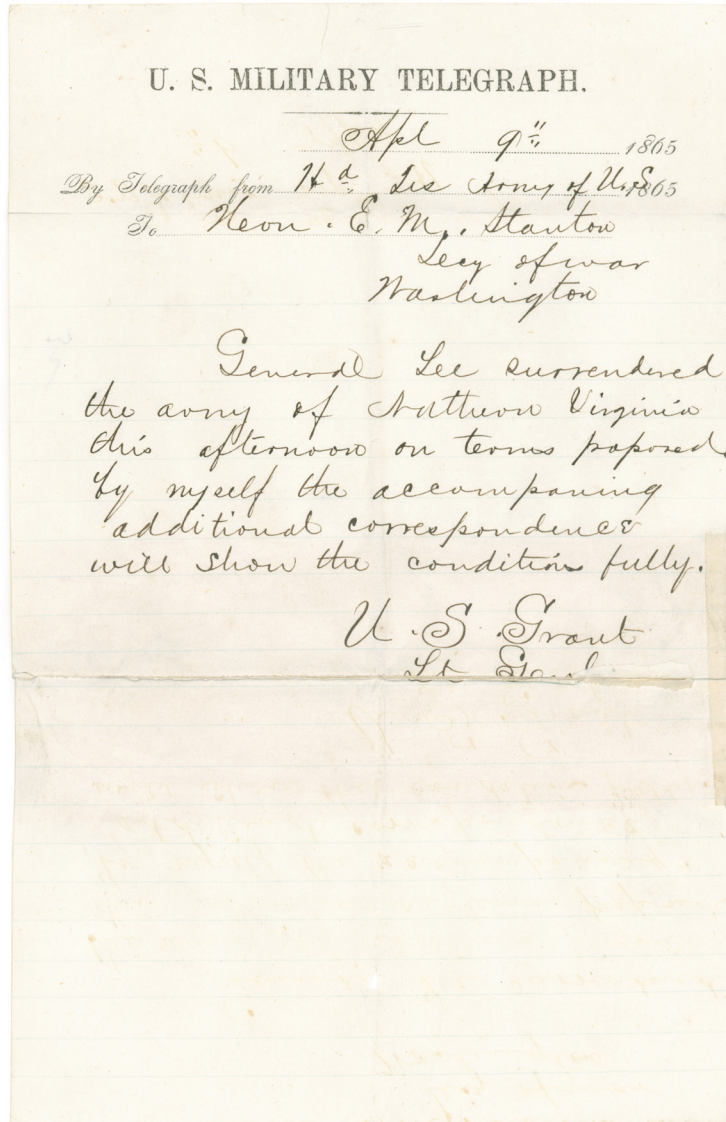 U. S. MILITARY TELEGRAPH.
Apl 9th 1865
By Telegraph from Hd Qrs Army of U.S 1865
To Hon. E. M. Stanton
Secy of war
Washington
General Lee surrendered
the army of Northern Virginia
this afternoon on terms proposed
by myself the accompaning
additional correspondence
will show the conditions fully.
U. S. Grant
Lt Genl